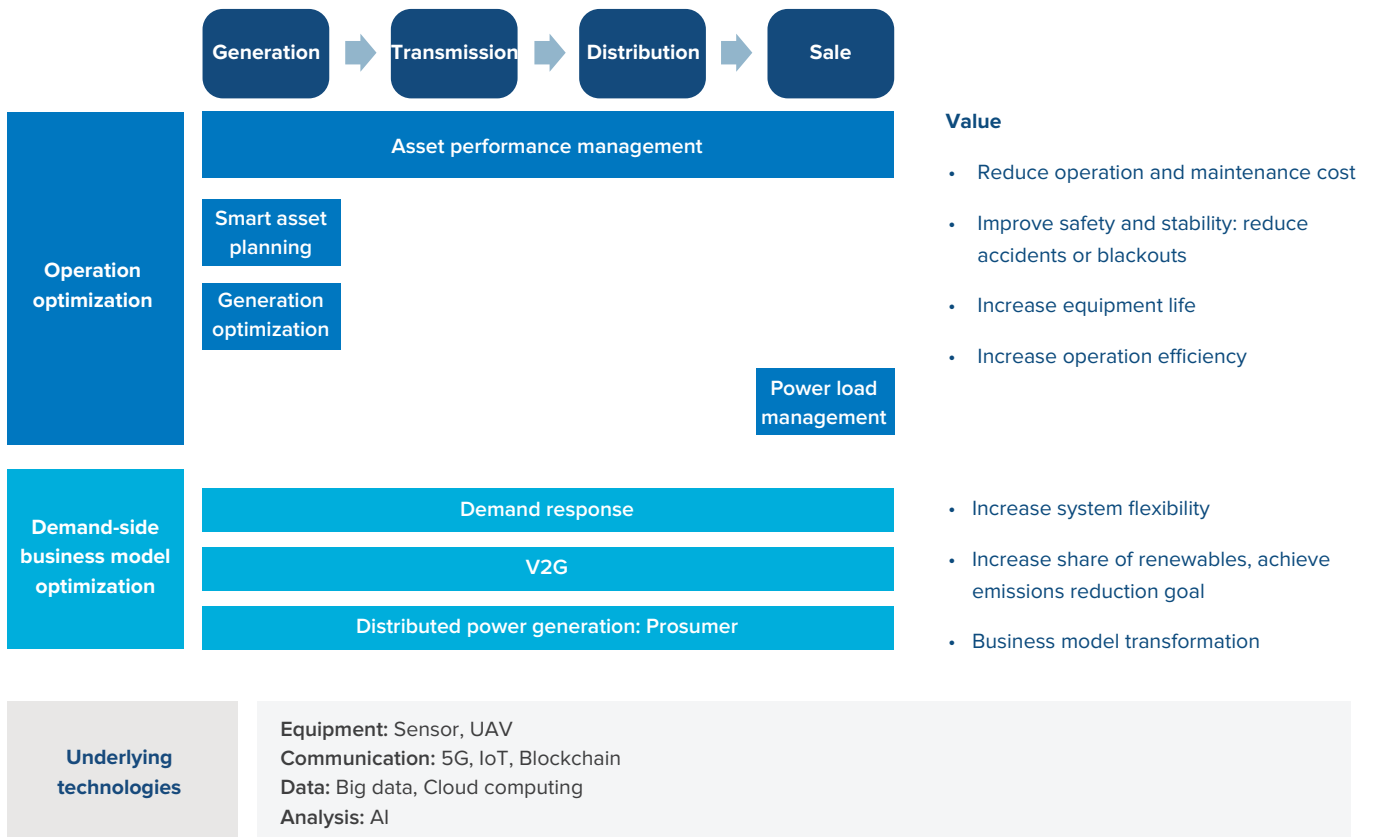 Generation
Transmission
Distribution
Sale
Operation
optimization
Asset performance management
Smart asset
planning
Generation
optimization
Power load
management
Value
• Reduce operation and maintenance cost
• Improve safety and stability: reduce
accidents or blackouts
• Increase equipment life
• Increase operation efficiency
Demand-side
business model
optimization
Demand response
V2G
Distributed power generation: Prosumer
• Increase system flexibility
• Increase share of renewables, achieve
emissions reduction goal
• Business model transformation
Underlying
technologies
Equipment: Sensor, UAV
Communication: 5G, IoT, Blockchain
Data: Big data, Cloud computing
Analysis: AI